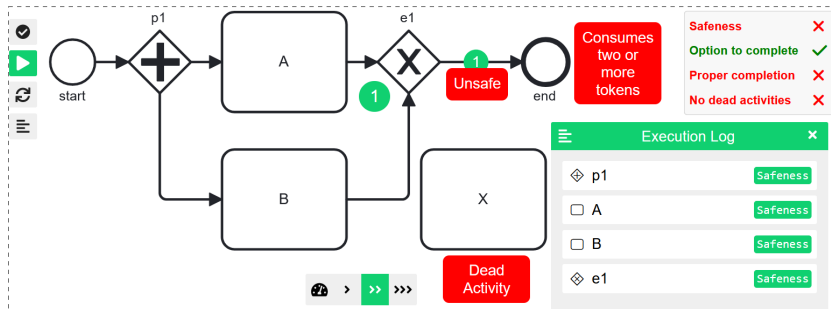 p1
e1
A
start
1
1
Unsafe
end
Consumes
two or
more
tokens
Safeness
Option to complete
Proper completion
No dead activities
B
X
Dead
Activity
Execution Log
p1 Safeness
A Safeness
B Safeness
e1 Safeness